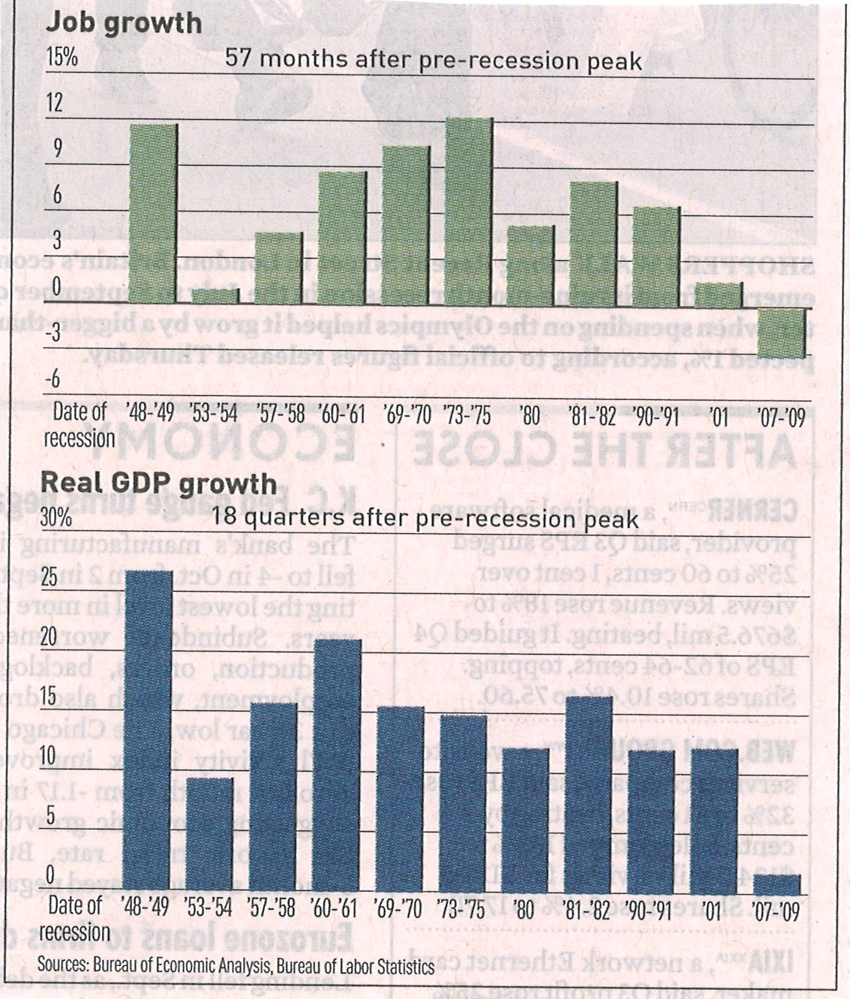 Job growth
15% 57 months after pre-recession peak
12
9
6
3
0
-3
-6
Date of recession '48-'49 '53-'54 '57-'58 '60-'61 '69-'70 '73-'75 '80 '81-'82 '90-'91 '01 '07-'09
Real GDP growth
30% 18 quarters after pre-recession peak
25
20
15
10
5
0
Date of recession '48-49 '53-54 '57-'58 '60-'61 '69-'70 '73-'75 '80 '81-'82 '90-'91 '01 '07-'09
Sources: Bureau of Economic Analysis, Bureau of Labor Statistics